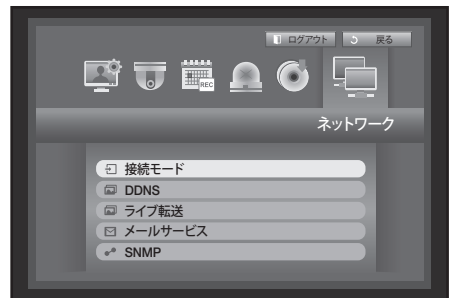 ログアウト 戻る
REC
ネットワーク
接続モード
DDNS
ライブ転送
メールサービス
SNMP